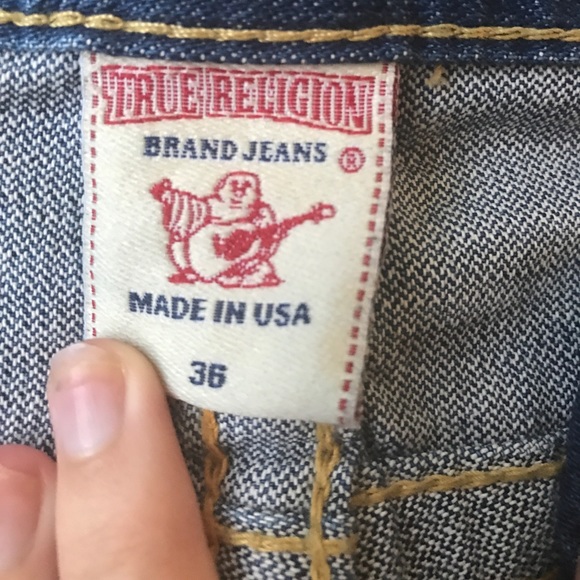 TRUE RELIGION
BRAND JEANS ®
MADE IN USA
36